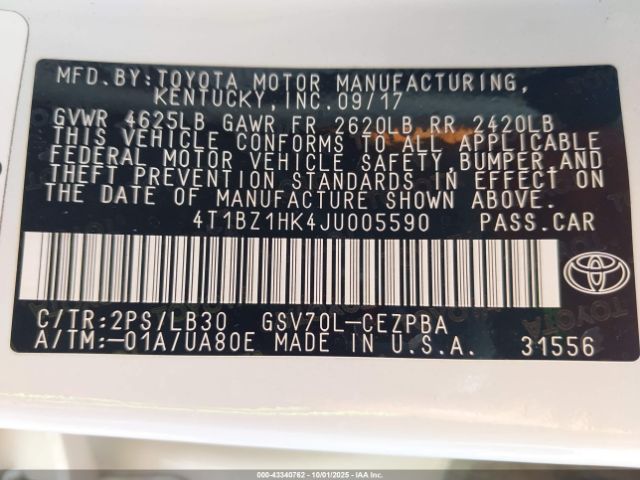 MFD. BY: TOYOTA MOTOR MANUFACTURING,
KENTUCKY, INC. 09/17
GVWR 4625LB GAWR FR 2620LB RR 2420LB
THIS VEHICLE CONFORMS TO ALL APPLICABLE
FEDERAL MOTOR VEHICLE SAFETY, BUMPER AND
THEFT PREVENTION STANDARDS IN EFFECT ON
THE DATE OF MANUFACTURE SHOWN ABOVE.
4T1BZ1HK4JU005590 PASS.CAR
C/TR:2PS/LB30 GSV70L-CEZPBA
A/TM:-01A/UA80E MADE IN U.S.A. 31556
TOYOTA
000-43340762 | 10/01/2025 - Copart, Inc.